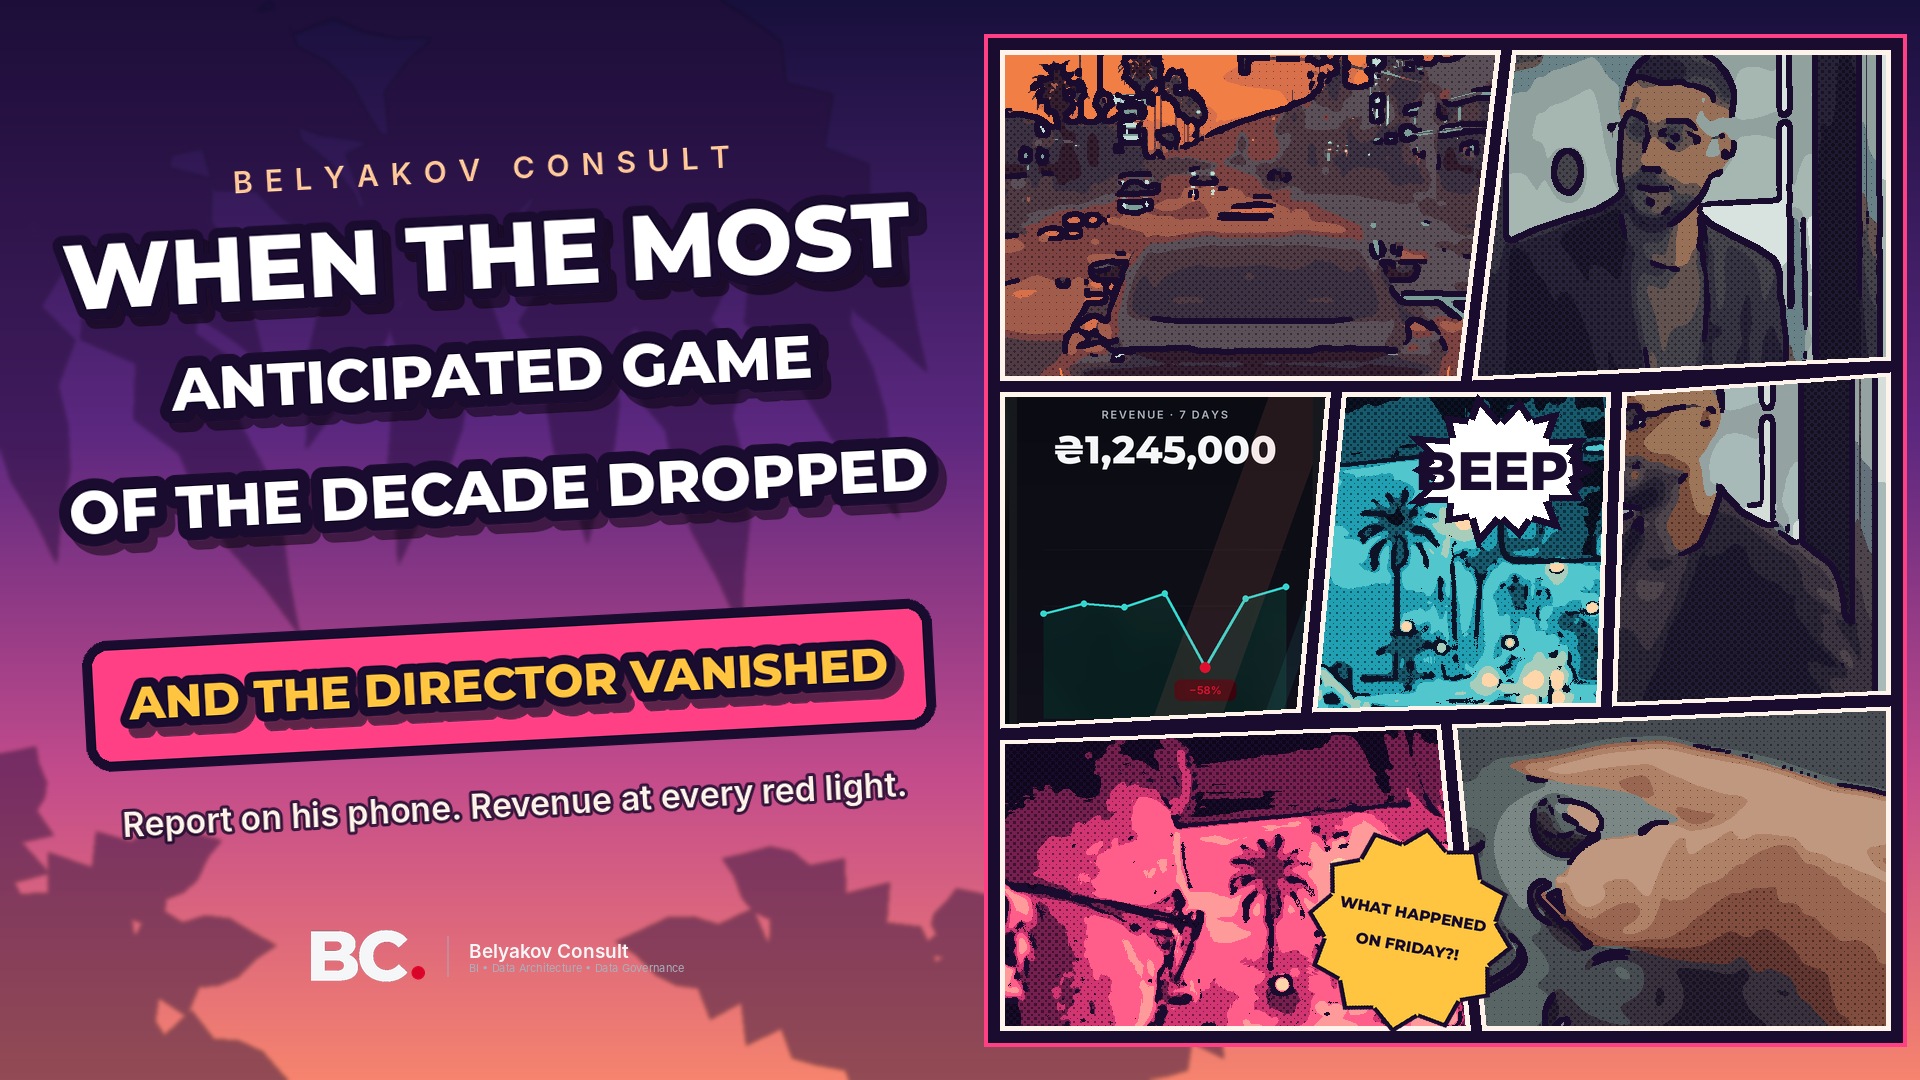 BELYAKOV CONSULT
WHEN THE MOST
ANTICIPATED GAME
OF THE DECADE DROPPED
AND THE DIRECTOR VANISHED
Report on his phone. Revenue at every red light.
BC.
Belyakov Consult
BI • Data Architecture • Data Governance
REVENUE · 7 DAYS
₴1,245,000
−58%
BEEP
WHAT HAPPENED
ON FRIDAY?!